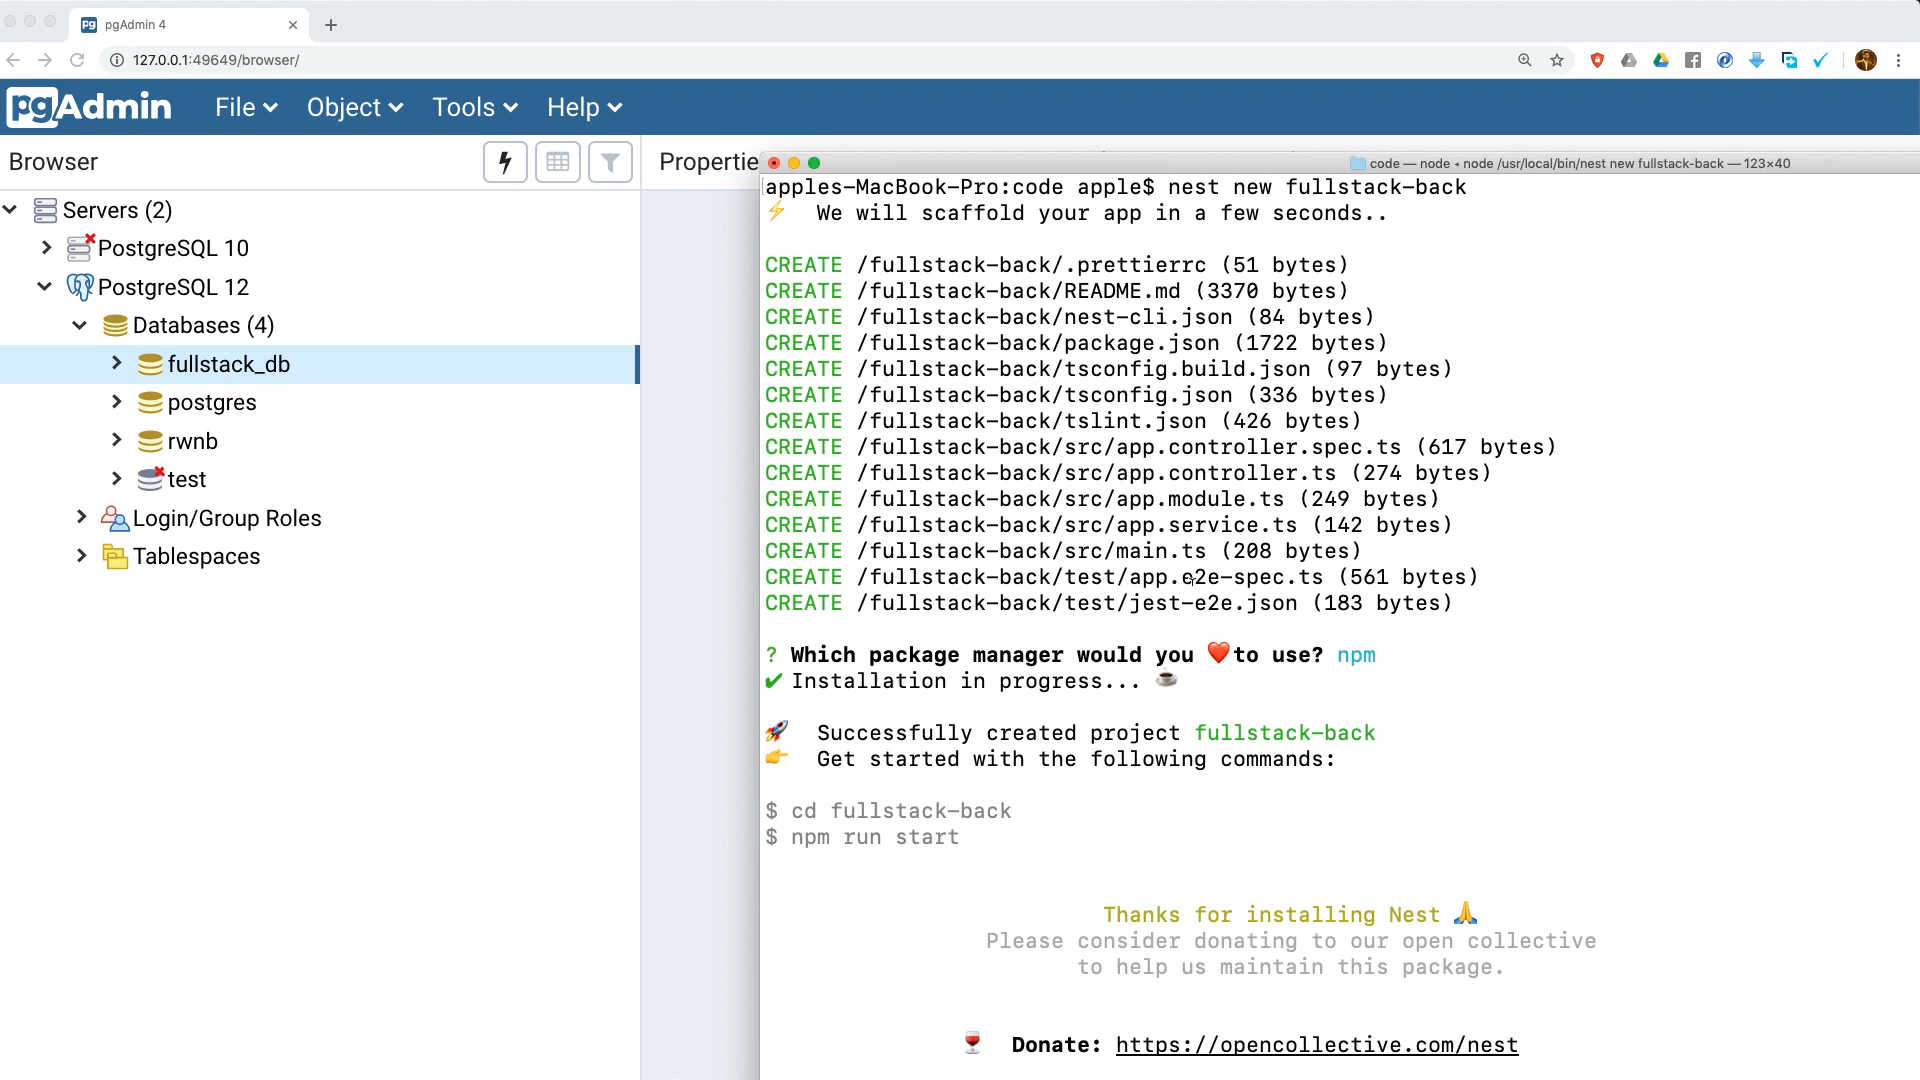 pgAdmin 4
127.0.0.1:49649/browser/
pgAdmin File Object Tools Help
Browser
Properties
Servers (2)
PostgreSQL 10
PostgreSQL 12
Databases (4)
fullstack_db
postgres
rwnb
test
Login/Group Roles
Tablespaces
code — node • node /usr/local/bin/nest new fullstack-back — 123×40
apples-MacBook-Pro:code apple$ nest new fullstack-back
⚡ We will scaffold your app in a few seconds..
CREATE /fullstack-back/.prettierrc (51 bytes)
CREATE /fullstack-back/README.md (3370 bytes)
CREATE /fullstack-back/nest-cli.json (84 bytes)
CREATE /fullstack-back/package.json (1722 bytes)
CREATE /fullstack-back/tsconfig.build.json (97 bytes)
CREATE /fullstack-back/tsconfig.json (336 bytes)
CREATE /fullstack-back/tslint.json (426 bytes)
CREATE /fullstack-back/src/app.controller.spec.ts (617 bytes)
CREATE /fullstack-back/src/app.controller.ts (274 bytes)
CREATE /fullstack-back/src/app.module.ts (249 bytes)
CREATE /fullstack-back/src/app.service.ts (142 bytes)
CREATE /fullstack-back/src/main.ts (208 bytes)
CREATE /fullstack-back/test/app.e2e-spec.ts (561 bytes)
CREATE /fullstack-back/test/jest-e2e.json (183 bytes)
? Which package manager would you ❤️ to use? npm
✔ Installation in progress... ☕
🚀 Successfully created project fullstack-back
👉 Get started with the following commands:
$ cd fullstack-back
$ npm run start
Thanks for installing Nest 🙏
Please consider donating to our open collective
to help us maintain this package.
🍷 Donate: https://opencollective.com/nest